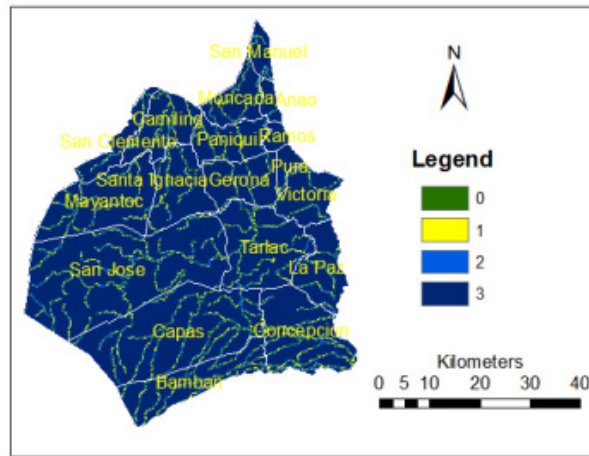 San Manuel
N
Moncada
Anao
Camiling
San Clemente
Paniqui
Ramos
Legend
Pura
0
Santa Ignacia
Gerona
Victoria
Mayantoc
1
Tarlac
2
San Jose
La Paz
3
Capas
Concepcion
Kilometers
Bamban
0 5 10 20 30 40